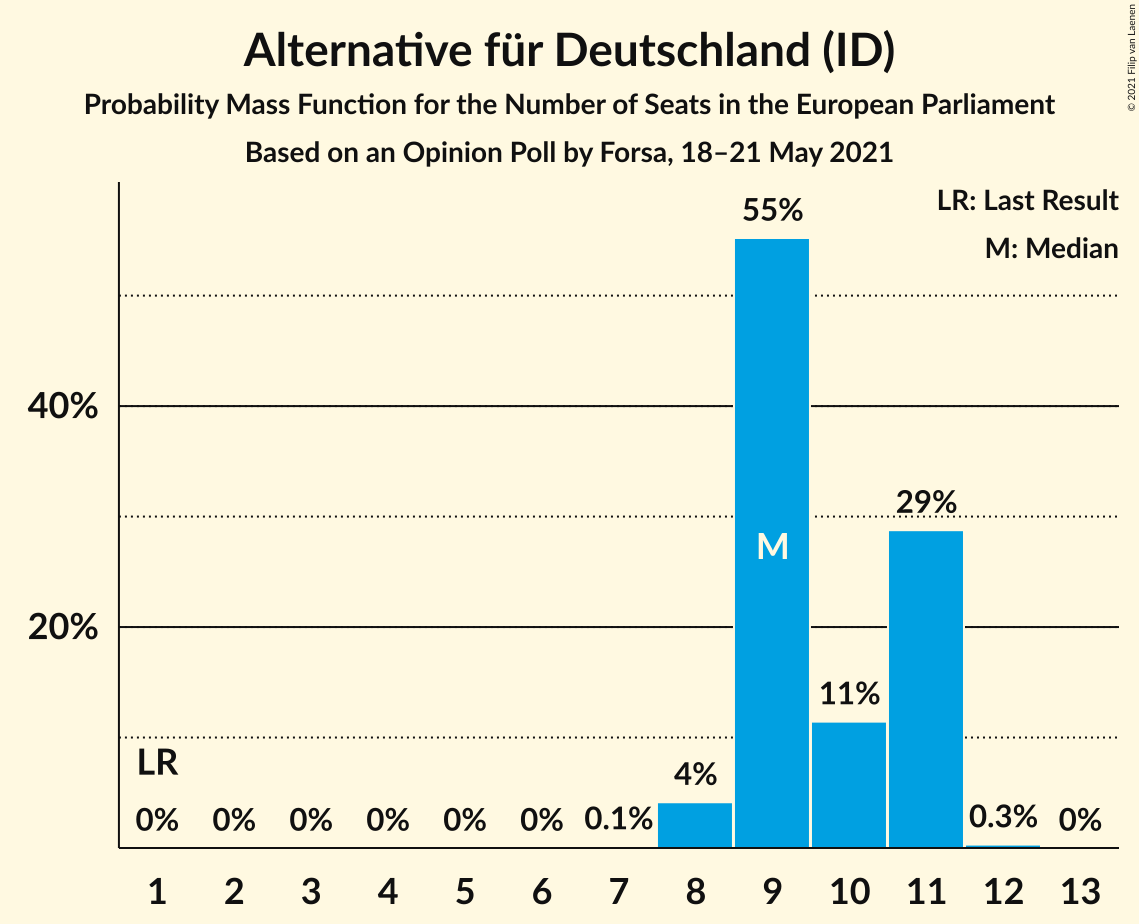 Alternative für Deutschland (ID)
Probability Mass Function for the Number of Seats in the European Parliament
Based on an Opinion Poll by Forsa, 18–21 May 2021
© 2021 Filip van Laenen
LR: Last Result
M: Median
55%
40%
29%
M
20%
11%
LR
4%
0% 0% 0% 0% 0% 0% 0.1% 0.3% 0%
1 2 3 4 5 6 7 8 9 10 11 12 13